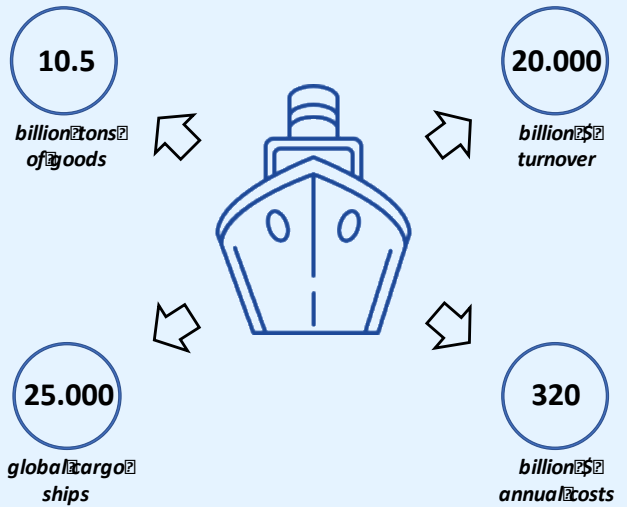 10.5
billion tons
of goods
20.000
billion $
turnover
25.000
global cargo
ships
320
billion $
annual costs